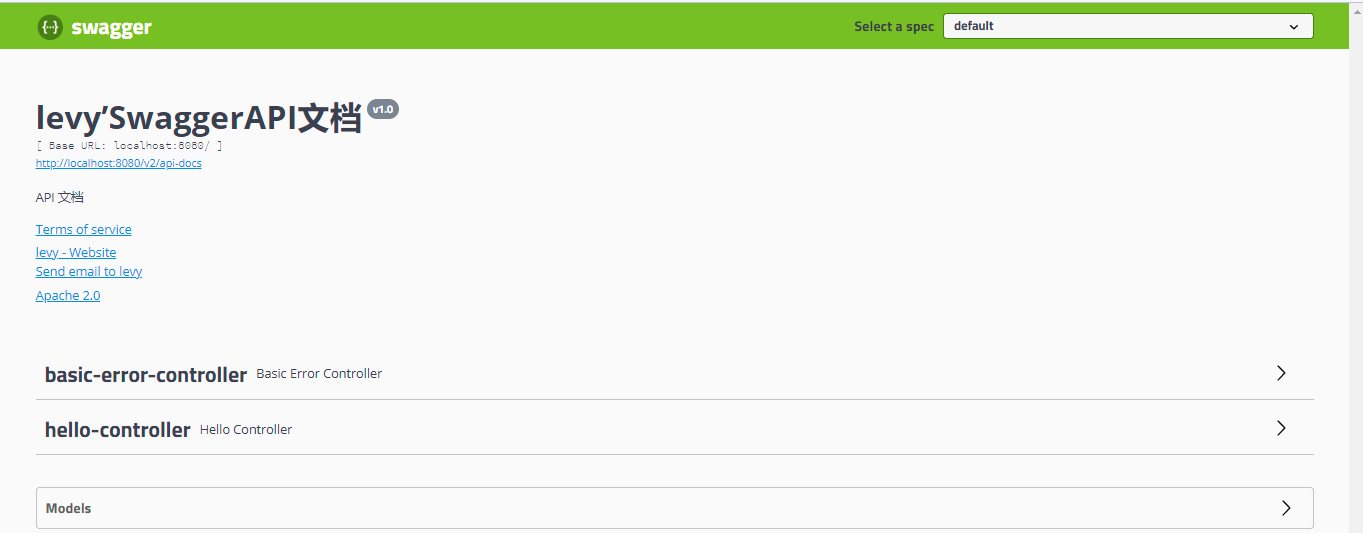 swagger Select a spec default
levy’SwaggerAPI文档 v1.0
[ Base URL: localhost:8080/ ]
http://localhost:8080/v2/api-docs
API 文档
Terms of service
levy - Website
Send email to levy
Apache 2.0
basic-error-controller Basic Error Controller
hello-controller Hello Controller
Models